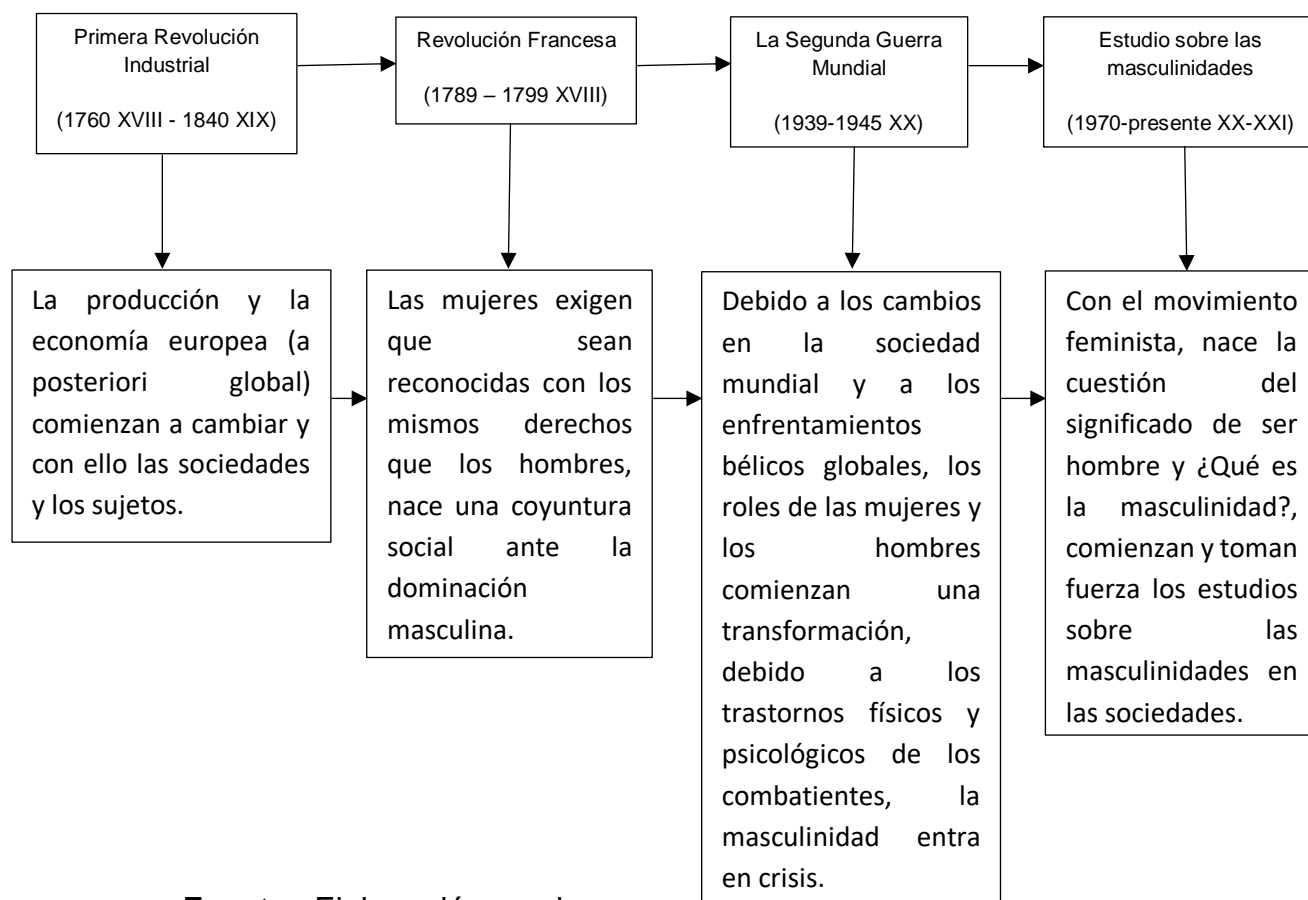 Primera Revolución
Industrial
(1760 XVIII - 1840 XIX)
Revolución Francesa
(1789 – 1799 XVIII)
La Segunda Guerra
Mundial
(1939-1945 XX)
Estudio sobre las
masculinidades
(1970-presente XX-XXI)
La producción y la
economía europea (a
posteriori global)
comienzan a cambiar y
con ello las sociedades
y los sujetos.
Las mujeres exigen
que sean
reconocidas con los
mismos derechos
que los hombres,
nace una coyuntura
social ante la
dominación
masculina.
Debido a los cambios
en la sociedad
mundial y a los
enfrentamientos
bélicos globales, los
roles de las mujeres y
los hombres
comienzan una
transformación,
debido a los
trastornos físicos y
psicológicos de los
combatientes, la
masculinidad entra
en crisis.
Con el movimiento
feminista, nace la
cuestión del
significado de ser
hombre y ¿Qué es
la masculinidad?,
comienzan y toman
fuerza los estudios
sobre las
masculinidades en
las sociedades.